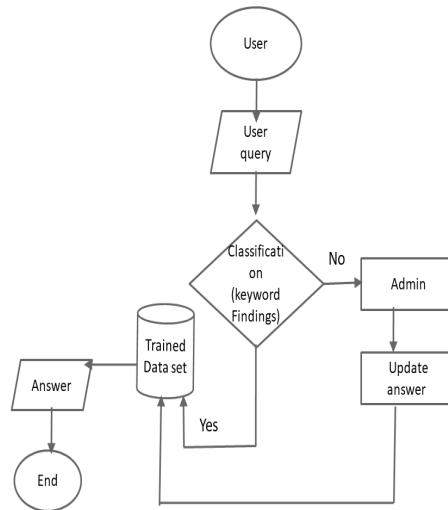 User
User
query
Classificati
on
(keyword
Findings)
No
Admin
Update
answer
Yes
Trained
Data set
Answer
End